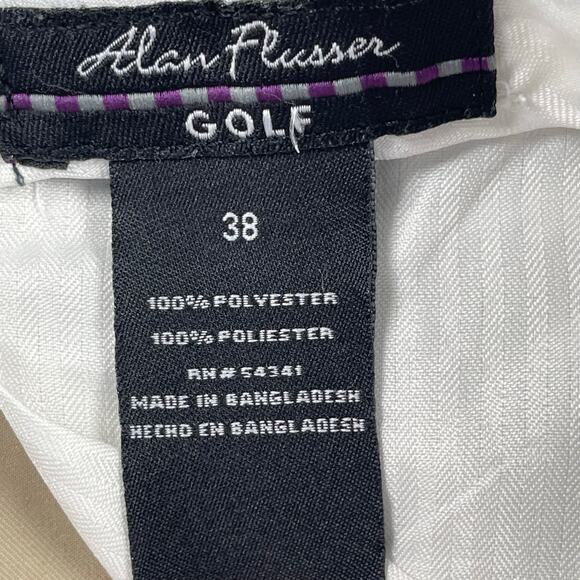 Alan Flusser
GOLF
38
100% POLYESTER
100% POLIESTER
RN# 54341
MADE IN BANGLADESH
HECHO EN BANGLADESH